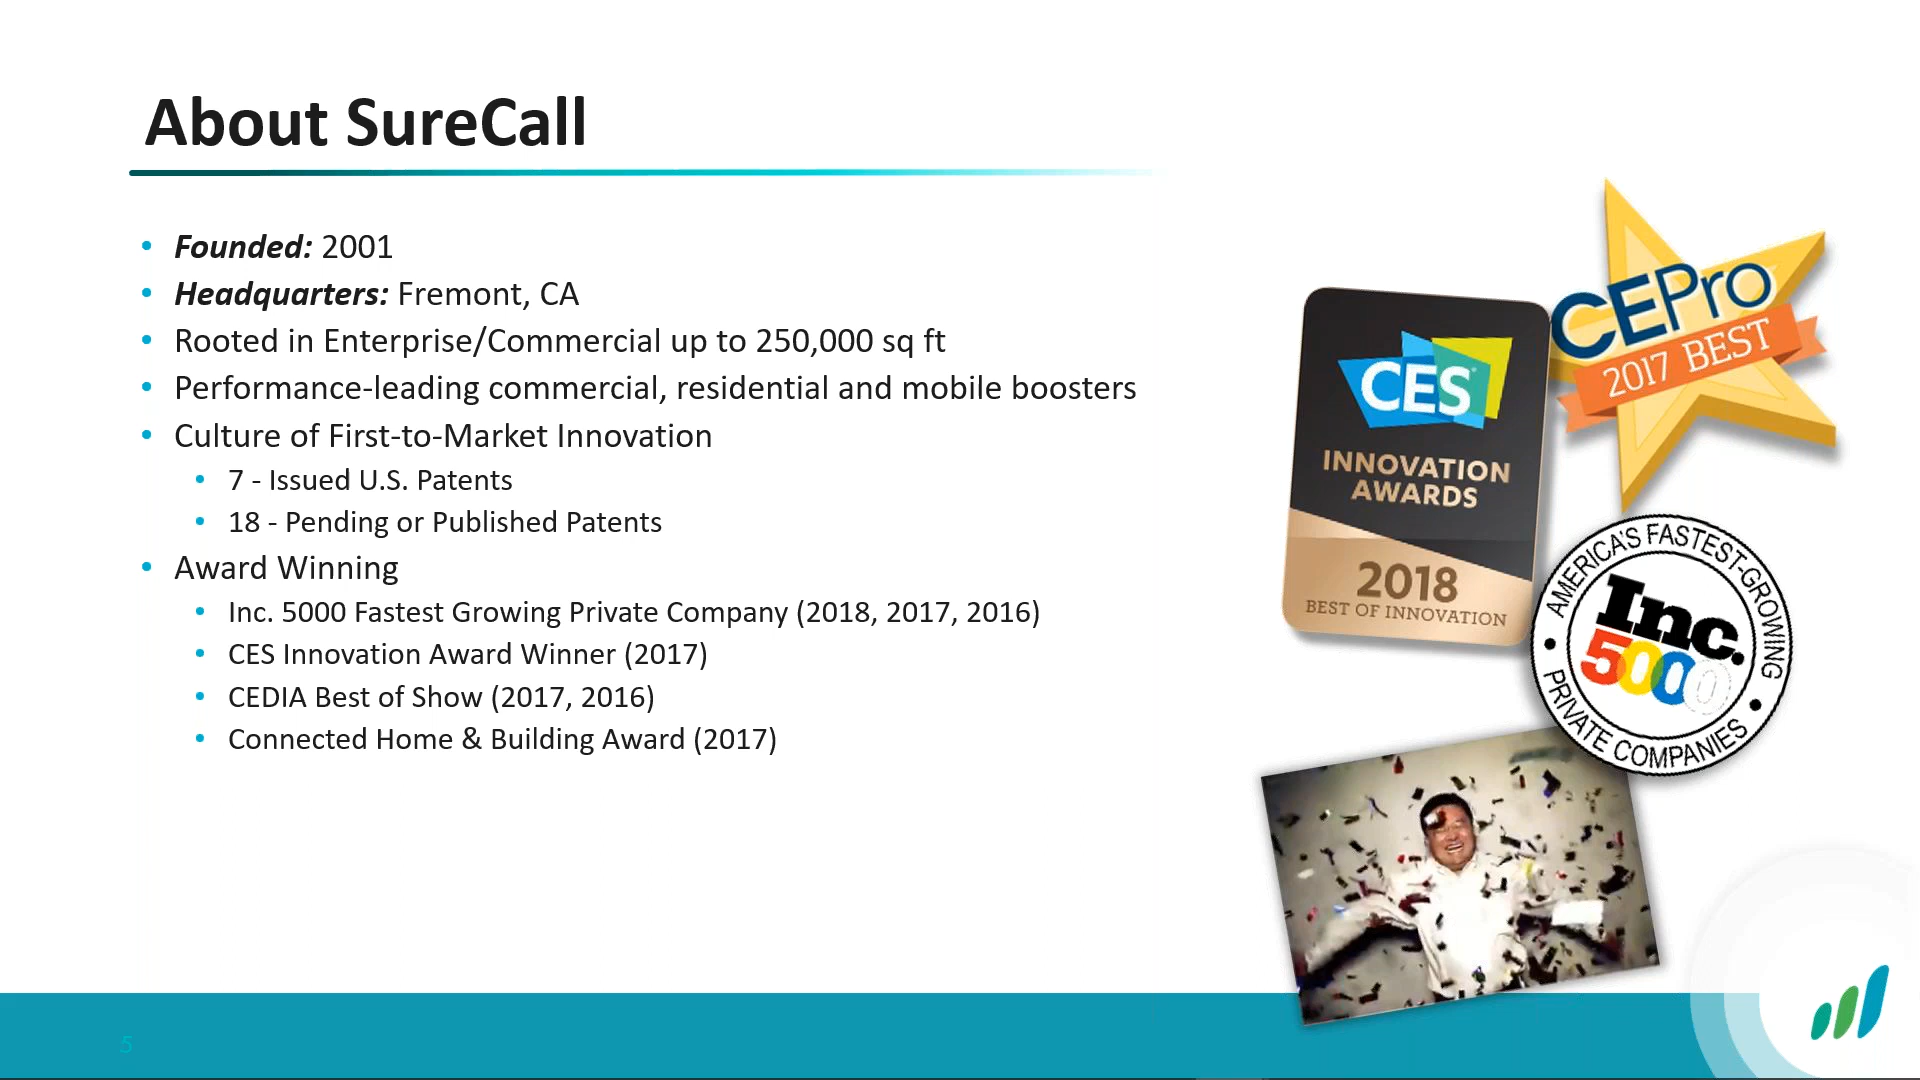 About SureCall
• Founded: 2001
• Headquarters: Fremont, CA
• Rooted in Enterprise/Commercial up to 250,000 sq ft
• Performance-leading commercial, residential and mobile boosters
• Culture of First-to-Market Innovation
• 7 - Issued U.S. Patents
• 18 - Pending or Published Patents
• Award Winning
• Inc. 5000 Fastest Growing Private Company (2018, 2017, 2016)
• CES Innovation Award Winner (2017)
• CEDIA Best of Show (2017, 2016)
• Connected Home & Building Award (2017)
CEPro
2017 BEST
CES
INNOVATION
AWARDS
2018
BEST OF INNOVATION
AMERICA'S FASTEST-GROWING
Inc.
5000
PRIVATE COMPANIES
5